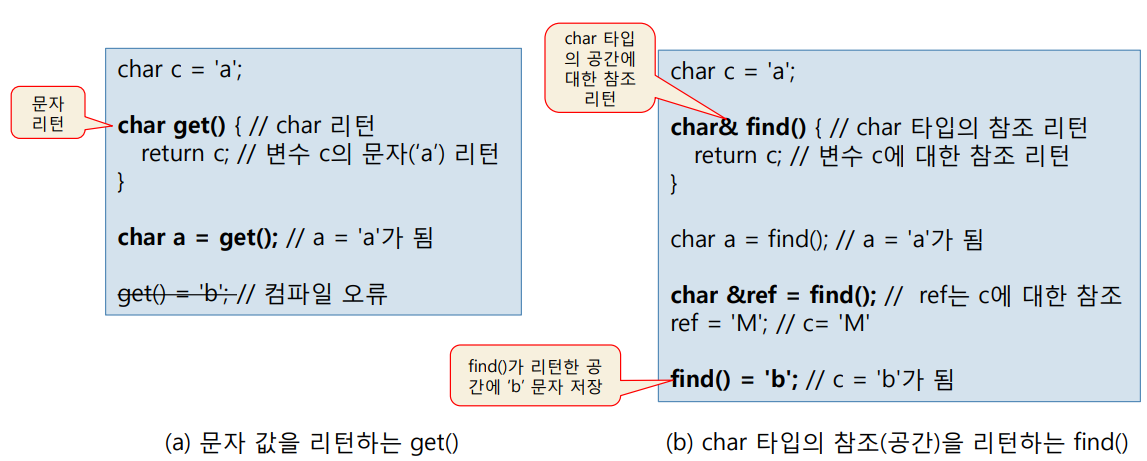 문자
리턴
char c = 'a';
char get() { // char 리턴
return c; // 변수 c의 문자('a') 리턴
}
char a = get(); // a = 'a'가 됨
get() = 'b'; // 컴파일 오류
(a) 문자 값을 리턴하는 get()
char 타입
의 공간에
대한 참조
리턴
char c = 'a';
char& find() { // char 타입의 참조 리턴
return c; // 변수 c에 대한 참조 리턴
}
char a = find(); // a = 'a'가 됨
char &ref = find(); // ref는 c에 대한 참조
ref = 'M'; // c= 'M'
find()가 리턴한 공
간에 'b' 문자 저장
find() = 'b'; // c = 'b'가 됨
(b) char 타입의 참조(공간)을 리턴하는 find()